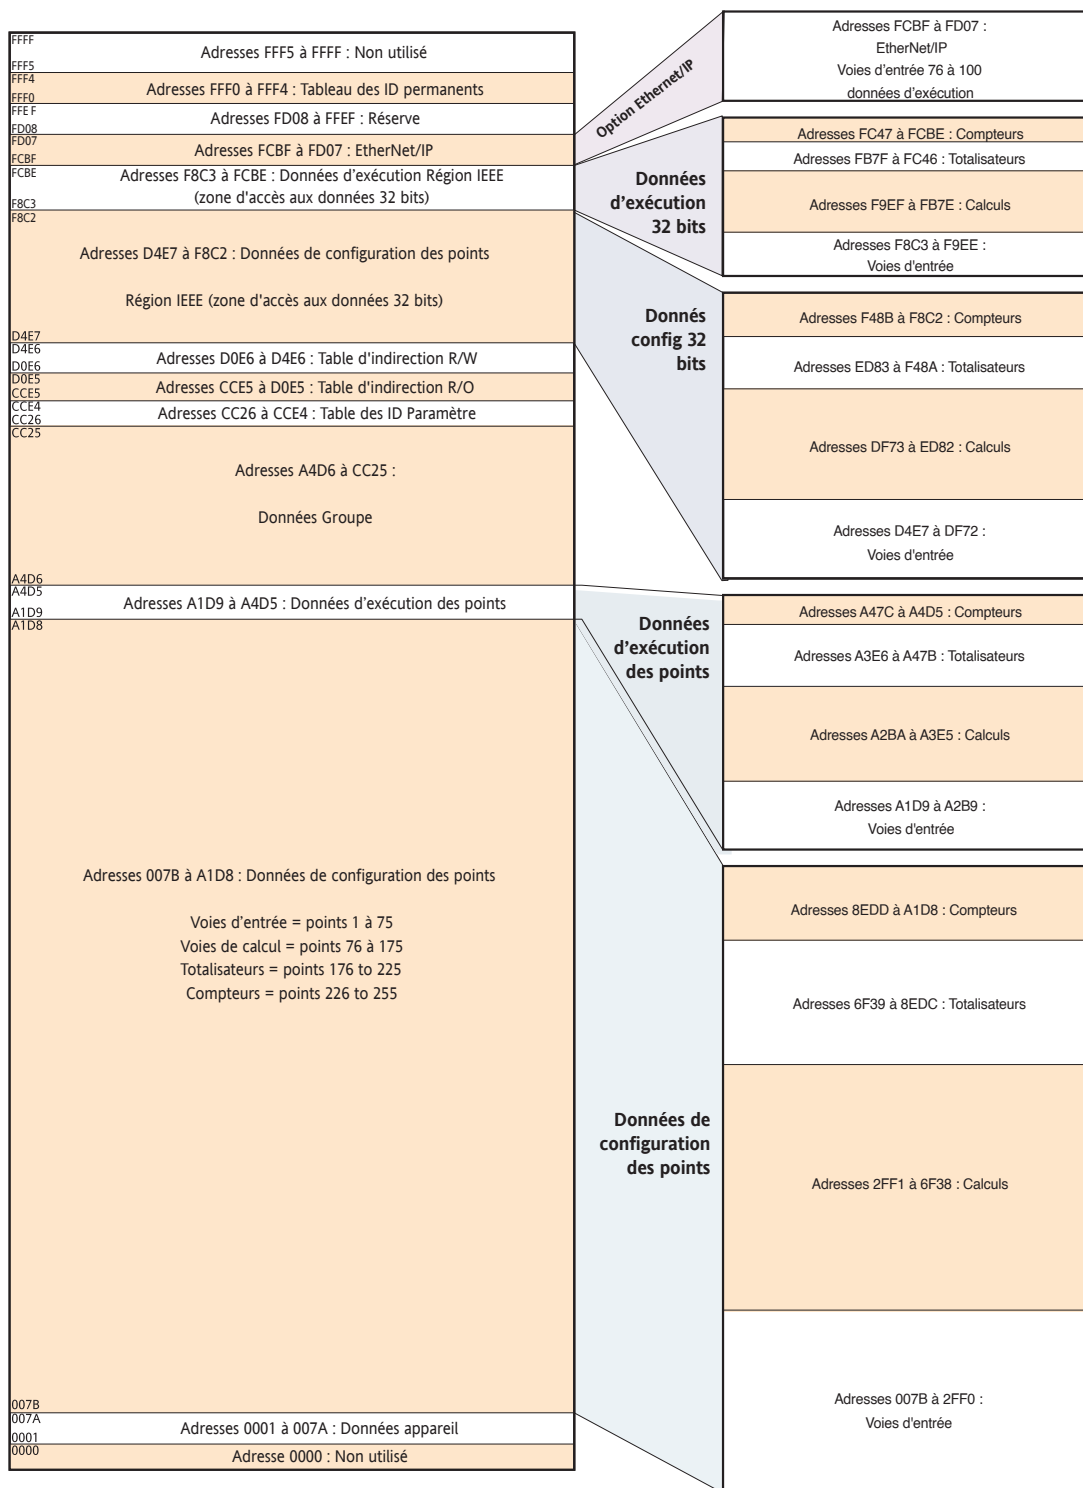 FFFF
Adresses FFF5 à FFFF : Non utilisé
FFF5
FFF4
Adresses FFF0 à FFF4 : Tableau des ID permanents
FFF0
FFE F
Adresses FD08 à FFEF : Réserve
FD08
FD07
Adresses FCBF à FD07 : EtherNet/IP
FCBF
FCBE
Adresses F8C3 à FCBE : Données d'exécution Région IEEE
(zone d'accès aux données 32 bits)
F8C3
F8C2
Adresses D4E7 à F8C2 : Données de configuration des points
Région IEEE (zone d'accès aux données 32 bits)
D4E7
D4E6
Adresses D0E6 à D4E6 : Table d'indirection R/W
D0E6
D0E5
Adresses CCE5 à D0E5 : Table d'indirection R/O
CCE5
CCE4
Adresses CC26 à CCE4 : Table des ID Paramètre
CC26
CC25
Adresses A4D6 à CC25 :
Données Groupe
A4D6
A4D5
Adresses A1D9 à A4D5 : Données d'exécution des points
A1D9
A1D8
Adresses 007B à A1D8 : Données de configuration des points
Voies d'entrée = points 1 à 75
Voies de calcul = points 76 à 175
Totalisateurs = points 176 to 225
Compteurs = points 226 to 255
007B
007A
Adresses 0001 à 007A : Données appareil
0001
0000
Adresse 0000 : Non utilisé
Option Ethernet/IP
Adresses FCBF à FD07 :
EtherNet/IP
Voies d'entrée 76 à 100
données d'exécution
Données
d'exécution
32 bits
Adresses FC47 à FCBE : Compteurs
Adresses FB7F à FC46 : Totalisateurs
Adresses F9EF à FB7E : Calculs
Adresses F8C3 à F9EE :
Voies d'entrée
Donnés
config 32
bits
Adresses F48B à F8C2 : Compteurs
Adresses ED83 à F48A : Totalisateurs
Adresses DF73 à ED82 : Calculs
Adresses D4E7 à DF72 :
Voies d'entrée
Données
d'exécution
des points
Adresses A47C à A4D5 : Compteurs
Adresses A3E6 à A47B : Totalisateurs
Adresses A2BA à A3E5 : Calculs
Adresses A1D9 à A2B9 :
Voies d'entrée
Données de
configuration
des points
Adresses 8EDD à A1D8 : Compteurs
Adresses 6F39 à 8EDC : Totalisateurs
Adresses 2FF1 à 6F38 : Calculs
Adresses 007B à 2FF0 :
Voies d'entrée